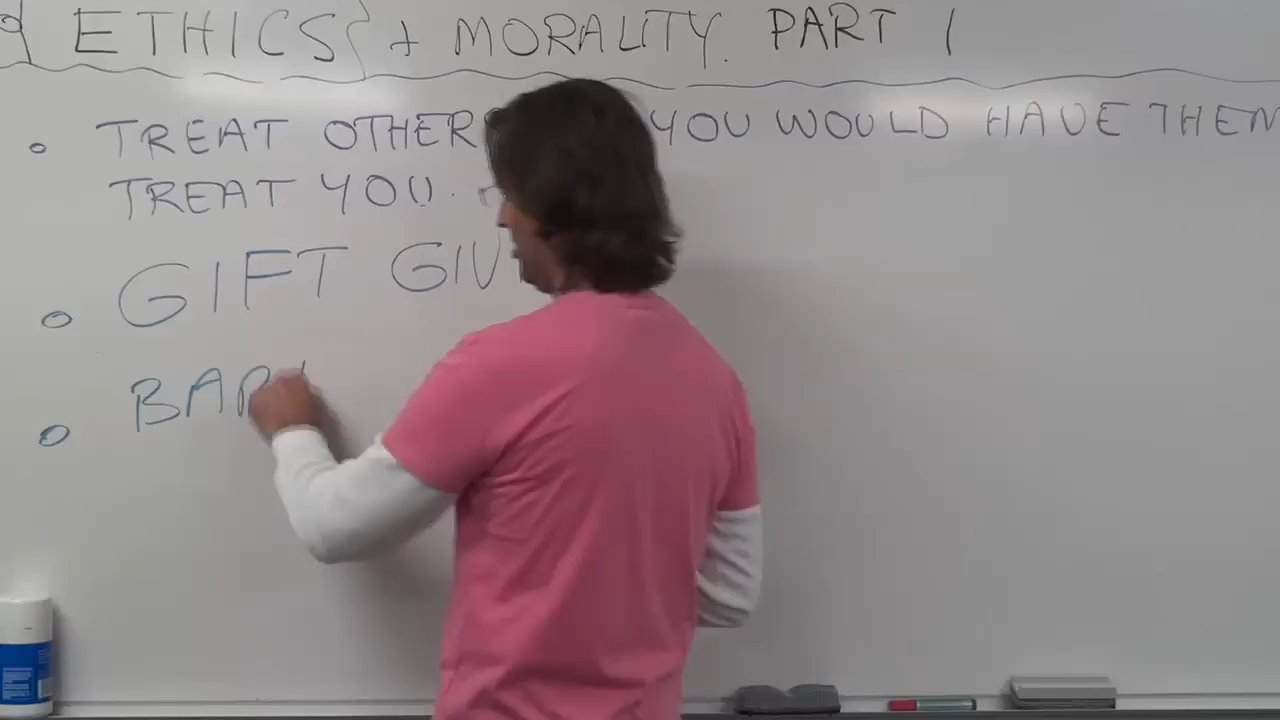 ETHICS + MORALITY. PART 1
TREAT OTHER YOU WOULD HAVE THEM
TREAT YOU.
GIFT GIV
BAR